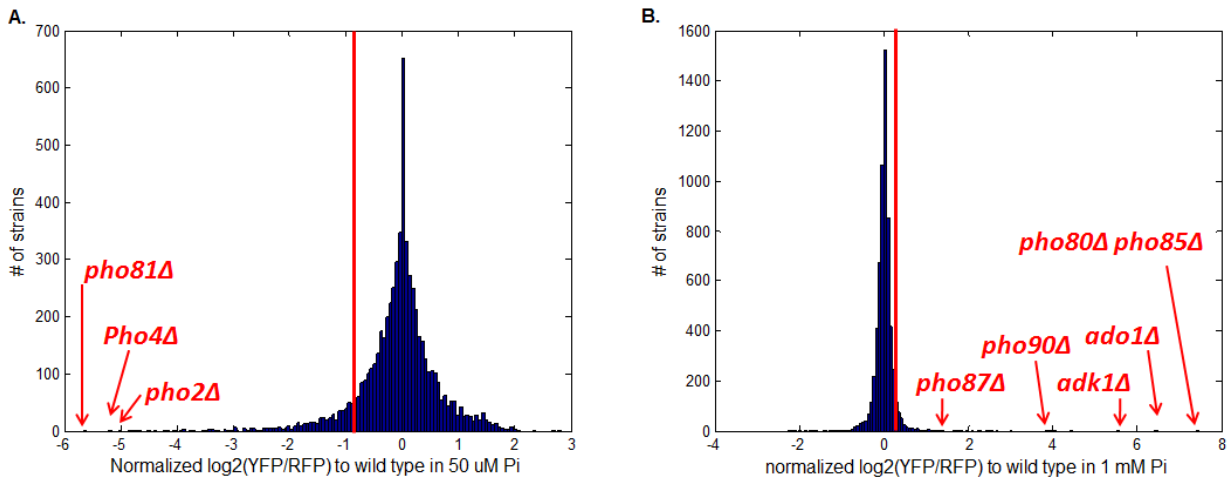 A.
700
600
500
400
300
200
100
0
# of strains
pho81Δ
Pho4Δ
pho2Δ
-6 -5 -4 -3 -2 -1 0 1 2 3
Normalized log2(YFP/RFP) to wild type in 50 uM Pi
B.
1600
1400
1200
1000
800
600
400
200
0
# of strains
pho80Δ pho85Δ
pho90Δ ado1Δ
pho87Δ adk1Δ
-4 -2 0 2 4 6 8
normalized log2(YFP/RFP) to wild type in 1 mM Pi